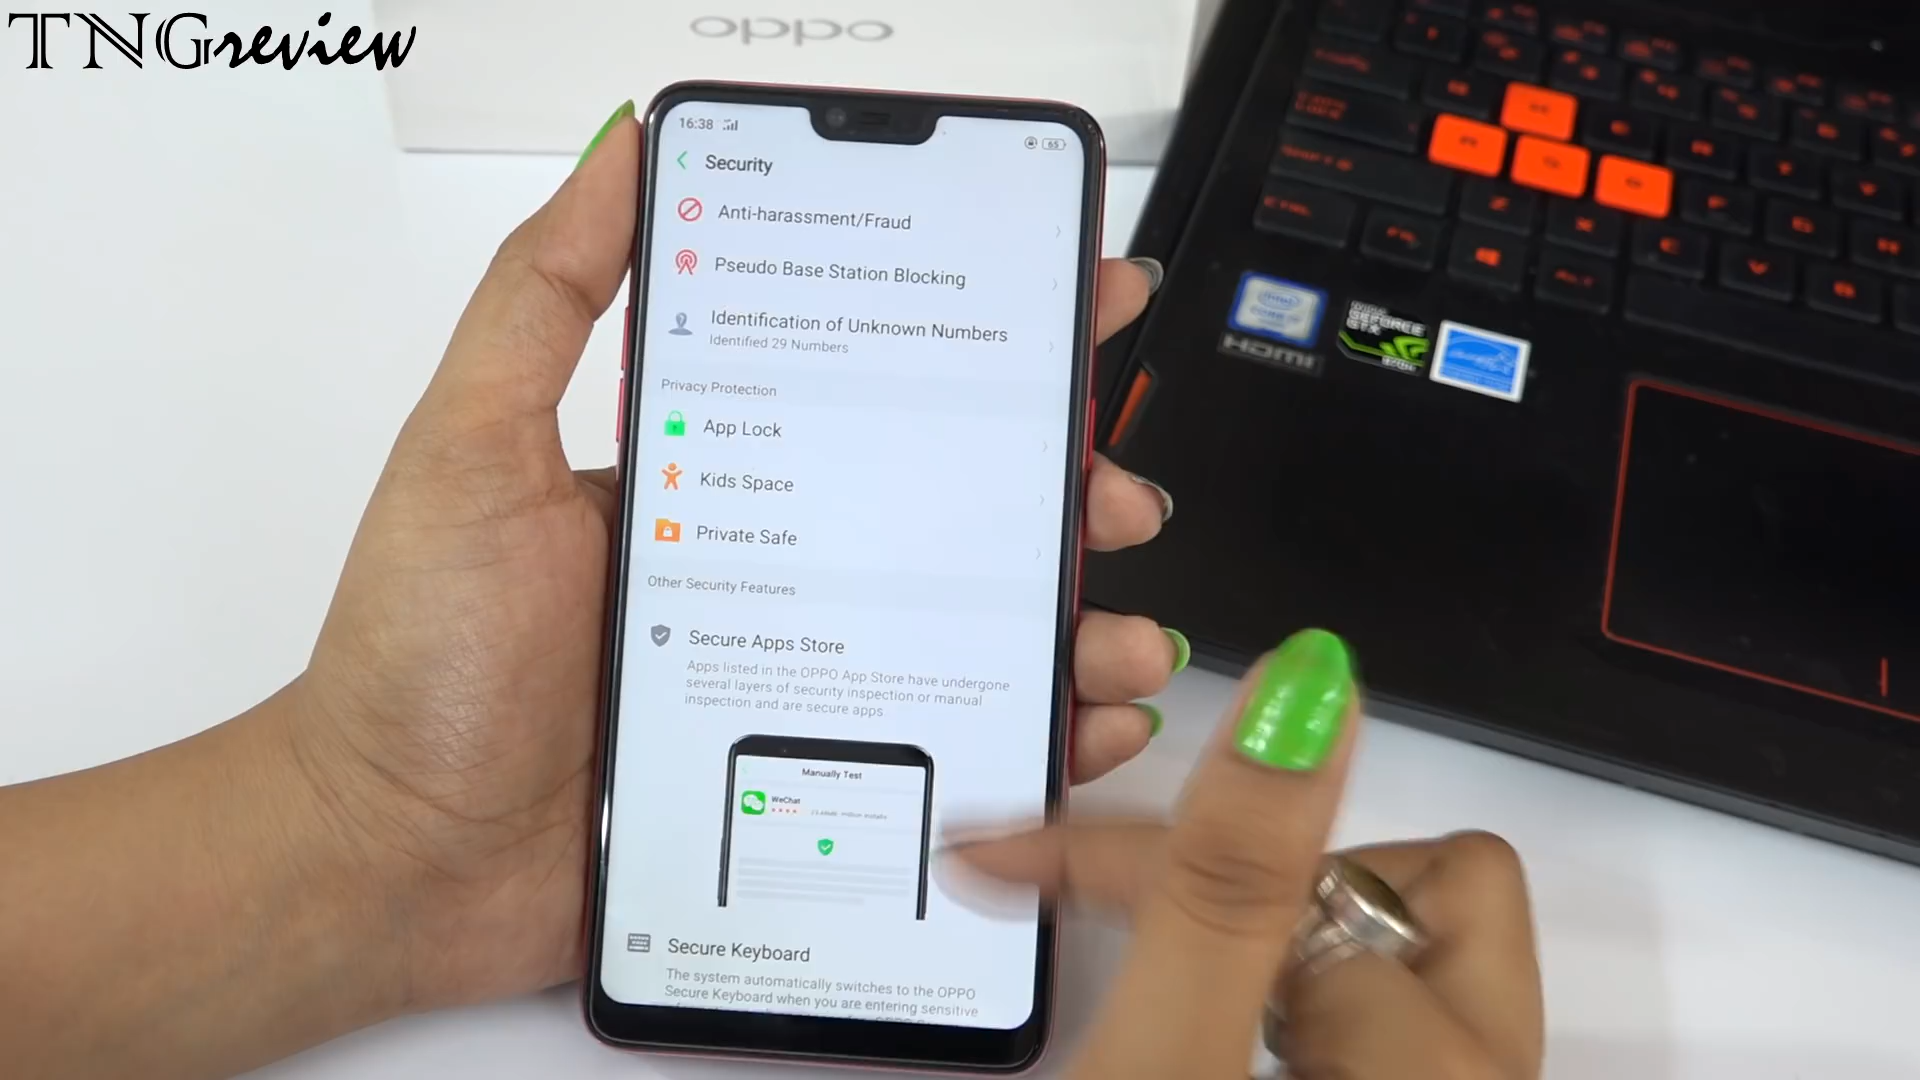 TNGreview
oppo
16:38
65
Security
Anti-harassment/Fraud
Pseudo Base Station Blocking
Identification of Unknown Numbers
Identified 29 Numbers
Privacy Protection
App Lock
Kids Space
Private Safe
Other Security Features
Secure Apps Store
Apps listed in the OPPO App Store have undergone
several layers of security inspection or manual
inspection and are secure apps
Manually Test
WeChat
Secure Keyboard
The system automatically switches to the OPPO
Secure Keyboard when you are entering sensitive
GEFORCE
GTX
HDMI